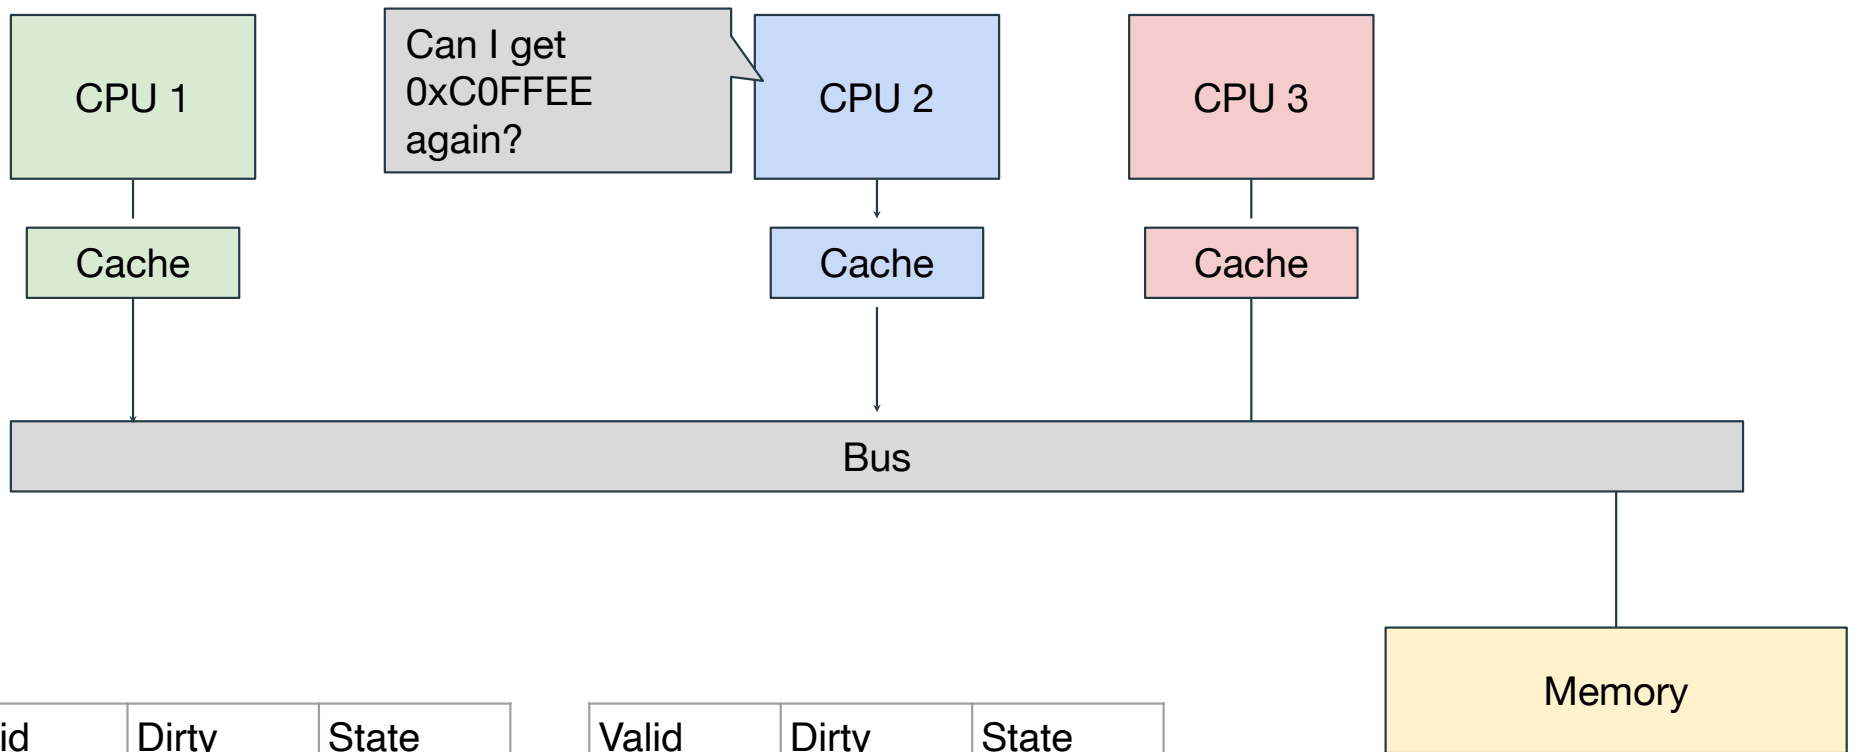 CPU 1
Can I get
0xC0FFEE
again?
CPU 2
CPU 3
Cache
Cache
Cache
Bus
Memory
Dirty
State
Valid
Dirty
State